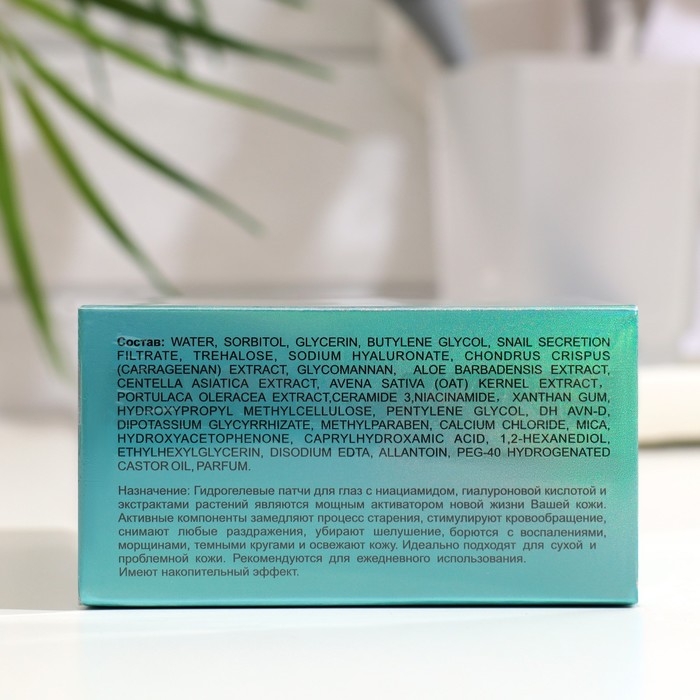 Состав: WATER, SORBITOL, GLYCERIN, BUTYLENE GLYCOL, SNAIL SECRETION
FILTRATE, TREHALOSE, SODIUM HYALURONATE, CHONDRUS CRISPUS
(CARRAGEENAN) EXTRACT, GLYCOMANNAN, ALOE BARBADENSIS EXTRACT,
CENTELLA ASIATICA EXTRACT, AVENA SATIVA (OAT) KERNEL EXTRACT,
PORTULACA OLERACEA EXTRACT,CERAMIDE 3,NIACINAMIDE, XANTHAN GUM,
HYDROXYPROPYL METHYLCELLULOSE, PENTYLENE GLYCOL, DH AVN-D,
DIPOTASSIUM GLYCYRRHIZATE, METHYLPARABEN, CALCIUM CHLORIDE, MICA,
HYDROXYACETOPHENONE, CAPRYLHYDROXAMIC ACID, 1,2-HEXANEDIOL,
ETHYLHEXYLGLYCERIN, DISODIUM EDTA, ALLANTOIN, PEG-40 HYDROGENATED
CASTOR OIL, PARFUM.
Назначение: Гидрогелевые патчи для глаз с ниацинамидом, гиалуроновой кислотой и
экстрактами растений являются мощным активатором новой жизни Вашей кожи.
Активные компоненты замедляют процесс старения, стимулируют кровообращение,
снимают любые раздражения, убирают шелушение, борются с воспалениями,
морщинами, темными кругами и освежают кожу. Идеально подходят для сухой и
проблемной кожи. Рекомендуются для ежедневного использования.
Имеют накопительный эффект.